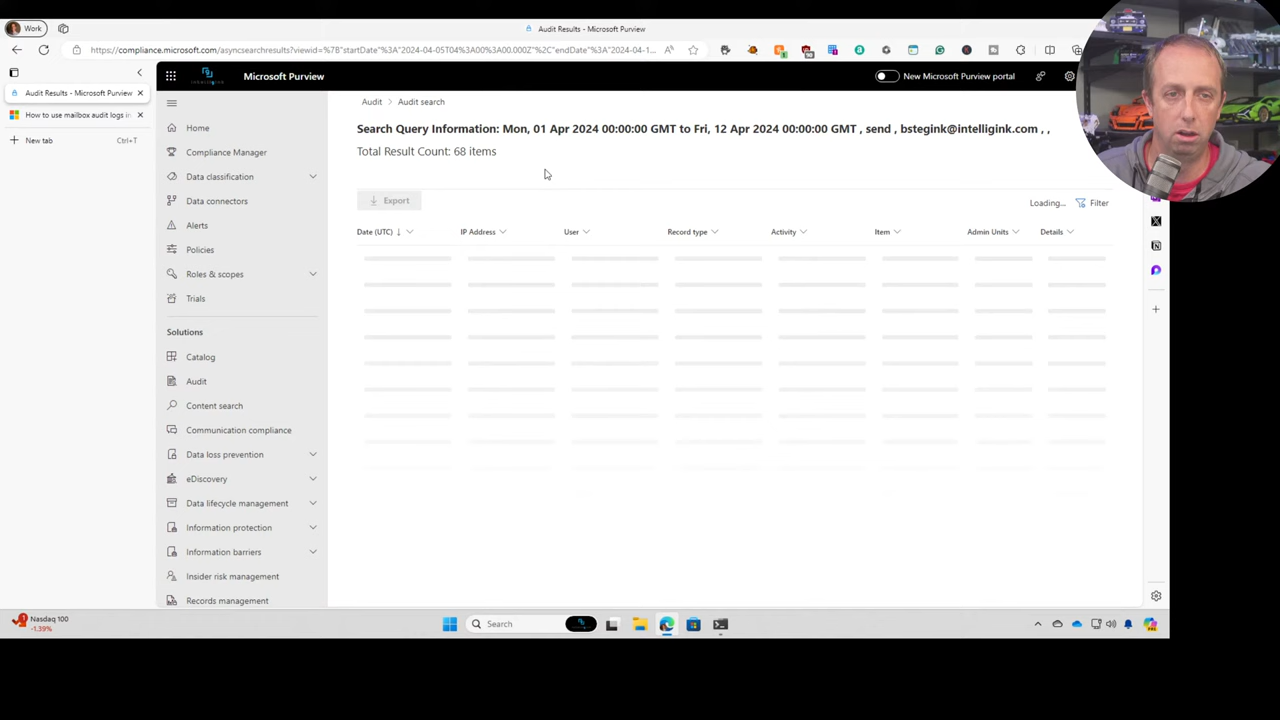 Work
Audit Results - Microsoft Purview
https://compliance.microsoft.com/asyncsearchresults?viewid=%7B"startDate"%3A"2024-04-05T04%3A00%3A00.000Z"%2C"endDate"%3A"2024-04-1...
Audit Results - Microsoft Purview
How to use mailbox audit logs in
New tab
Ctrl+T
Microsoft Purview
New Microsoft Purview portal
Home
Compliance Manager
Data classification
Data connectors
Alerts
Policies
Roles & scopes
Trials
Solutions
Catalog
Audit
Content search
Communication compliance
Data loss prevention
eDiscovery
Data lifecycle management
Information protection
Information barriers
Insider risk management
Records management
Audit > Audit search
Search Query Information: Mon, 01 Apr 2024 00:00:00 GMT to Fri, 12 Apr 2024 00:00:00 GMT , send , bstegink@intelligink.com , ,
Total Result Count: 68 items
Export
Loading...
Filter
Date (UTC) ↓
IP Address
User
Record type
Activity
Item
Admin Units
Details
1
Nasdaq 100
-1.39%
Search